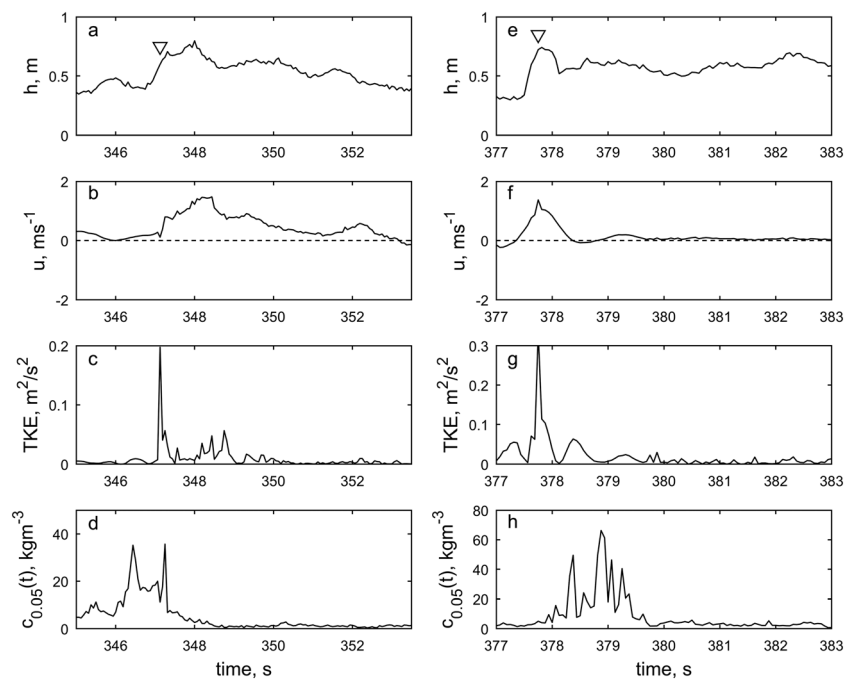 a
h, m
1
0.5
0
346 348 350 352
e
h, m
1
0.5
0
377 378 379 380 381 382 383
b
u, ms⁻¹
2
0
-2
346 348 350 352
f
u, ms⁻¹
2
0
-2
377 378 379 380 381 382 383
c
TKE, m²/s²
0.2
0.1
0
346 348 350 352
g
TKE, m²/s²
0.3
0.2
0.1
0
377 378 379 380 381 382 383
d
c₀.₀₅(t), kgm⁻³
40
20
0
346 348 350 352
time, s
h
c₀.₀₅(t), kgm⁻³
80
60
40
20
0
377 378 379 380 381 382 383
time, s